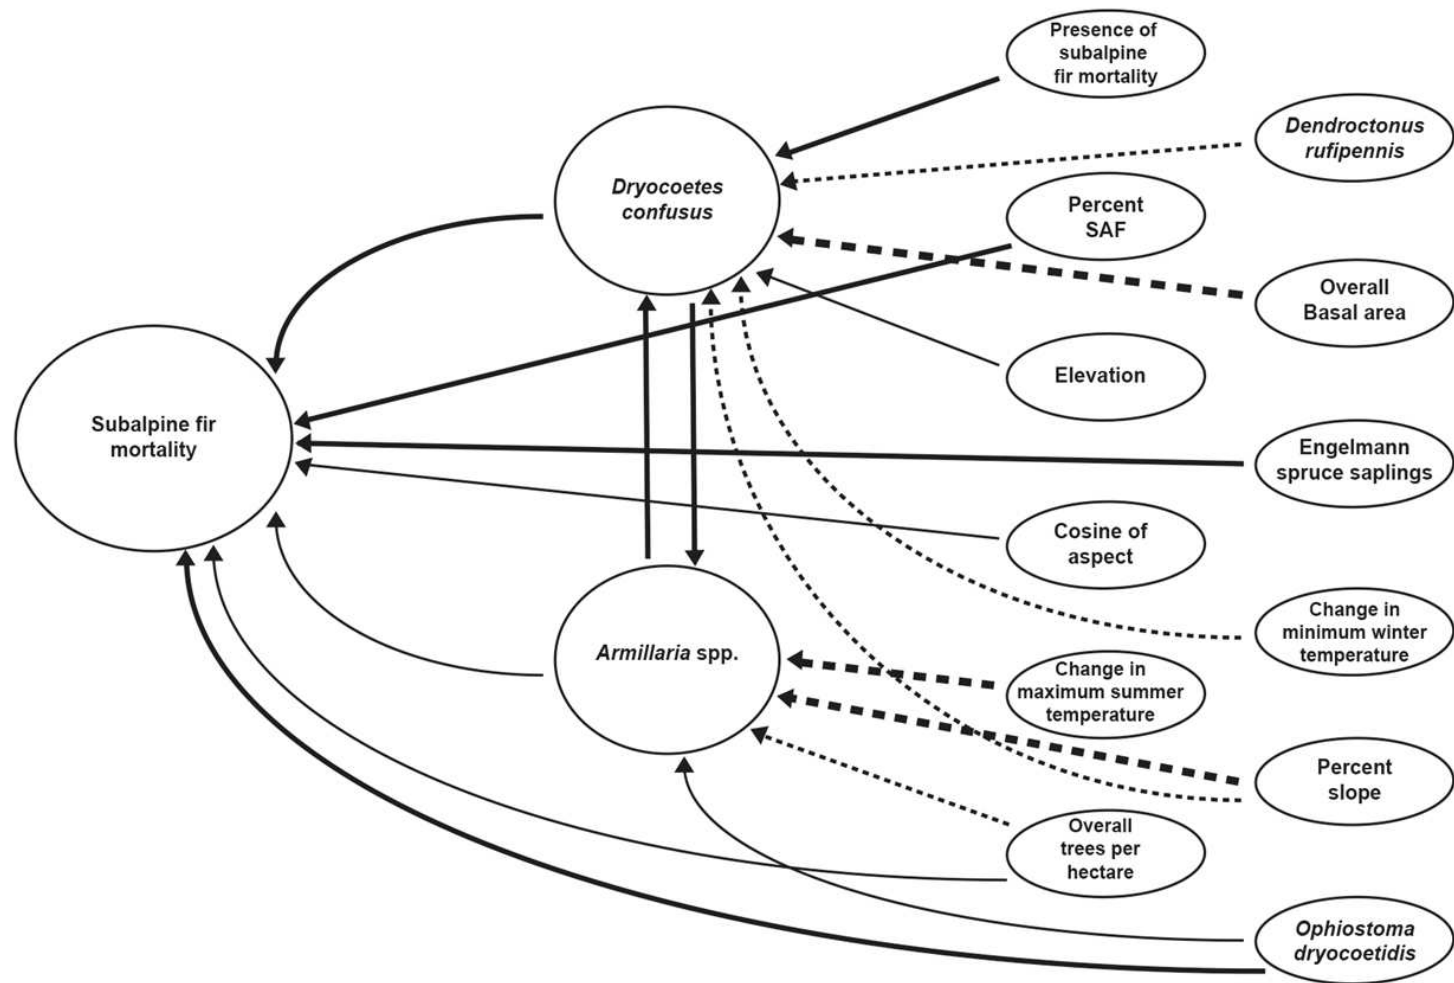 Presence of
subalpine
fir mortality
Dendroctonus
rufipennis
Dryocoetes
confusus
Percent
SAF
Overall
Basal area
Elevation
Subalpine fir
mortality
Engelmann
spruce saplings
Cosine of
aspect
Change in
minimum winter
temperature
Armillaria spp.
Change in
maximum summer
temperature
Percent
slope
Overall
trees per
hectare
Ophiostoma
dryocoetidis